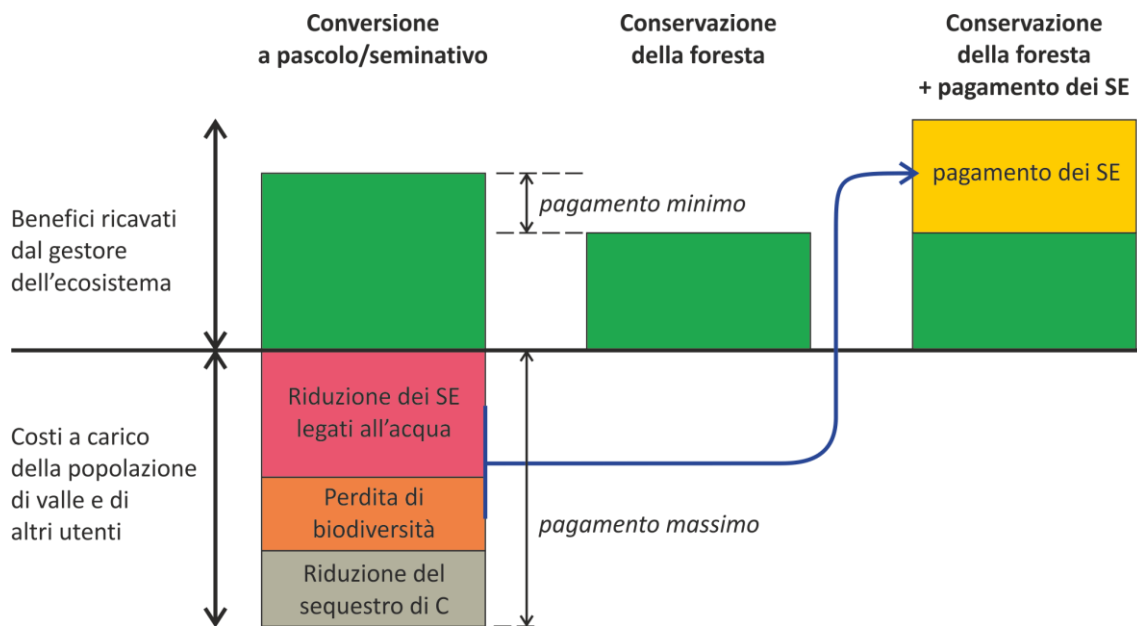 Conversione
a pascolo/seminativo
Conservazione
della foresta
Conservazione
della foresta
+ pagamento dei SE
Benefici ricavati
dal gestore
dell'ecosistema
pagamento minimo
pagamento dei SE
Costi a carico
della popolazione
di valle e di
altri utenti
Riduzione dei SE
legati all'acqua
Perdita di
biodiversità
Riduzione del
sequestro di C
pagamento massimo